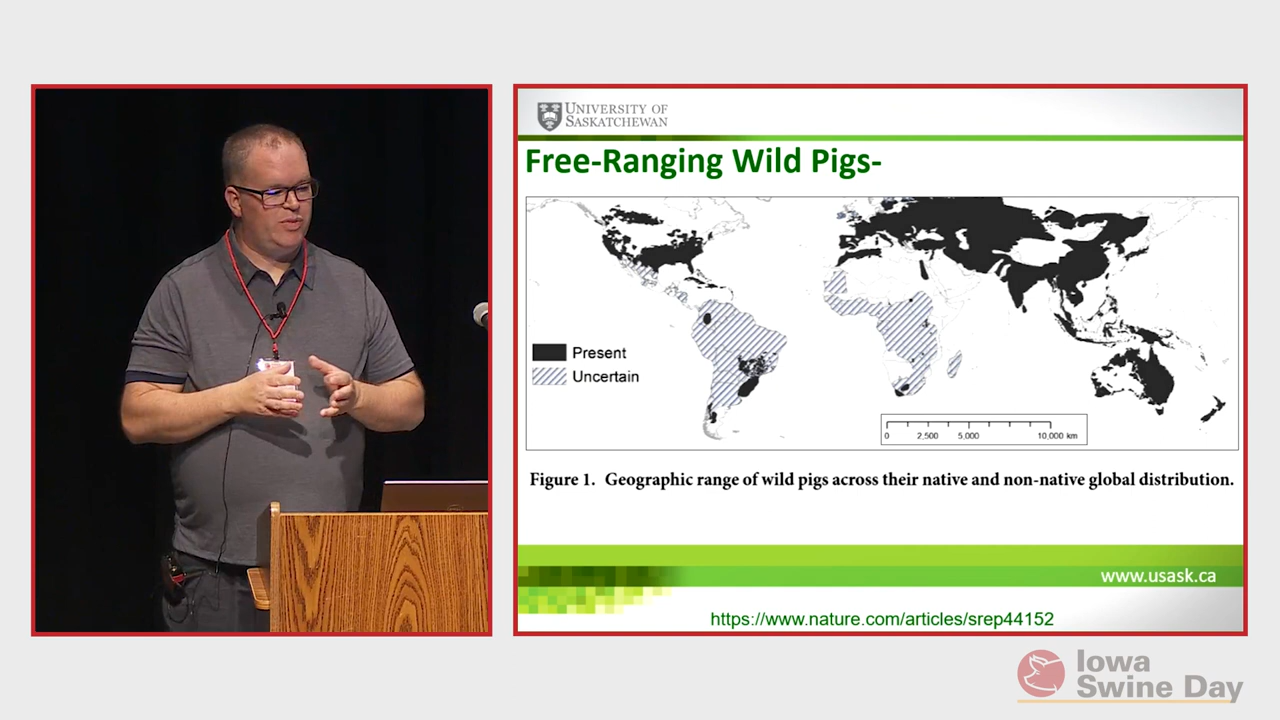 UNIVERSITY OF
SASKATCHEWAN
Free-Ranging Wild Pigs-
Present
Uncertain
0 2,500 5,000 10,000 km
Figure 1. Geographic range of wild pigs across their native and non-native global distribution.
www.usask.ca
https://www.nature.com/articles/srep44152
Iowa
Swine Day